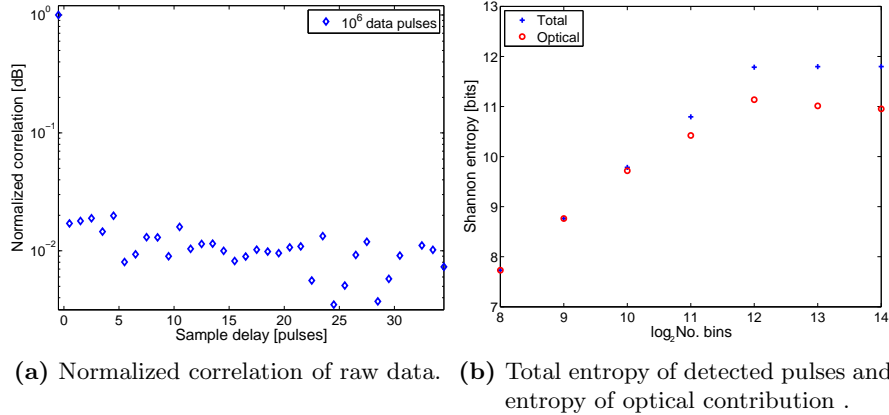 10^0
10^-1
10^-2
Normalized correlation [dB]
10^6 data pulses
0 5 10 15 20 25 30
Sample delay [pulses]
13
12
11
10
9
8
7
Shannon entropy [bits]
Total
Optical
8 9 10 11 12 13 14
log_2No. bins
(a) Normalized correlation of raw data.
(b) Total entropy of detected pulses and
entropy of optical contribution .